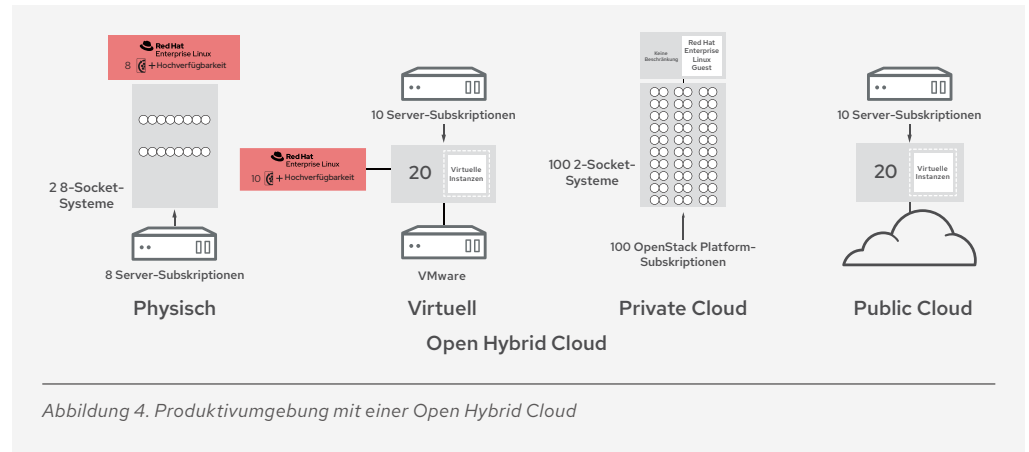 Red Hat
Enterprise Linux
8 + Hochverfügbarkeit
2 8-Socket-
Systeme
8 Server-Subskriptionen
Physisch
10 Server-Subskriptionen
Red Hat
Enterprise Linux
10 + Hochverfügbarkeit
20
Virtuelle
Instanzen
VMware
Virtuell
Keine
Beschränkung
Red Hat
Enterprise
Linux
Guest
100 2-Socket-
Systeme
100 OpenStack Platform-
Subskriptionen
Private Cloud
10 Server-Subskriptionen
20
Virtuelle
Instanzen
Public Cloud
Open Hybrid Cloud
Abbildung 4. Produktivumgebung mit einer Open Hybrid Cloud